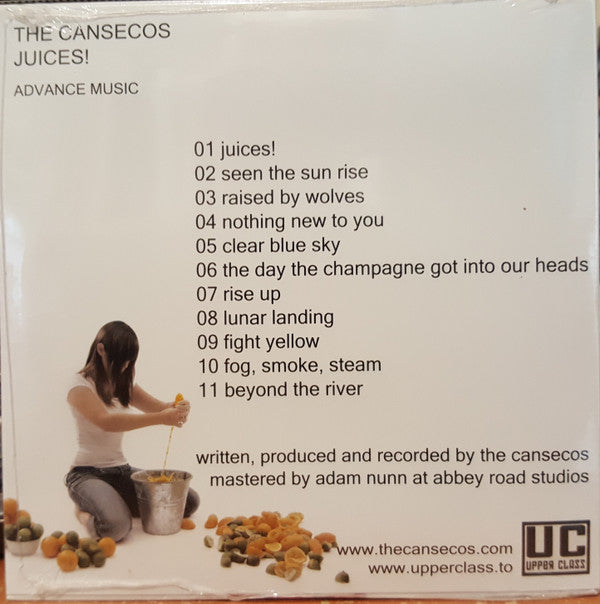 THE CANSECOS
JUICES!
ADVANCE MUSIC
01 juices!
02 seen the sun rise
03 raised by wolves
04 nothing new to you
05 clear blue sky
06 the day the champagne got into our heads
07 rise up
08 lunar landing
09 fight yellow
10 fog, smoke, steam
11 beyond the river
written, produced and recorded by the cansecos
mastered by adam nunn at abbey road studios
www.thecansecos.com
www.upperclass.to
UC
UPPER CLASS